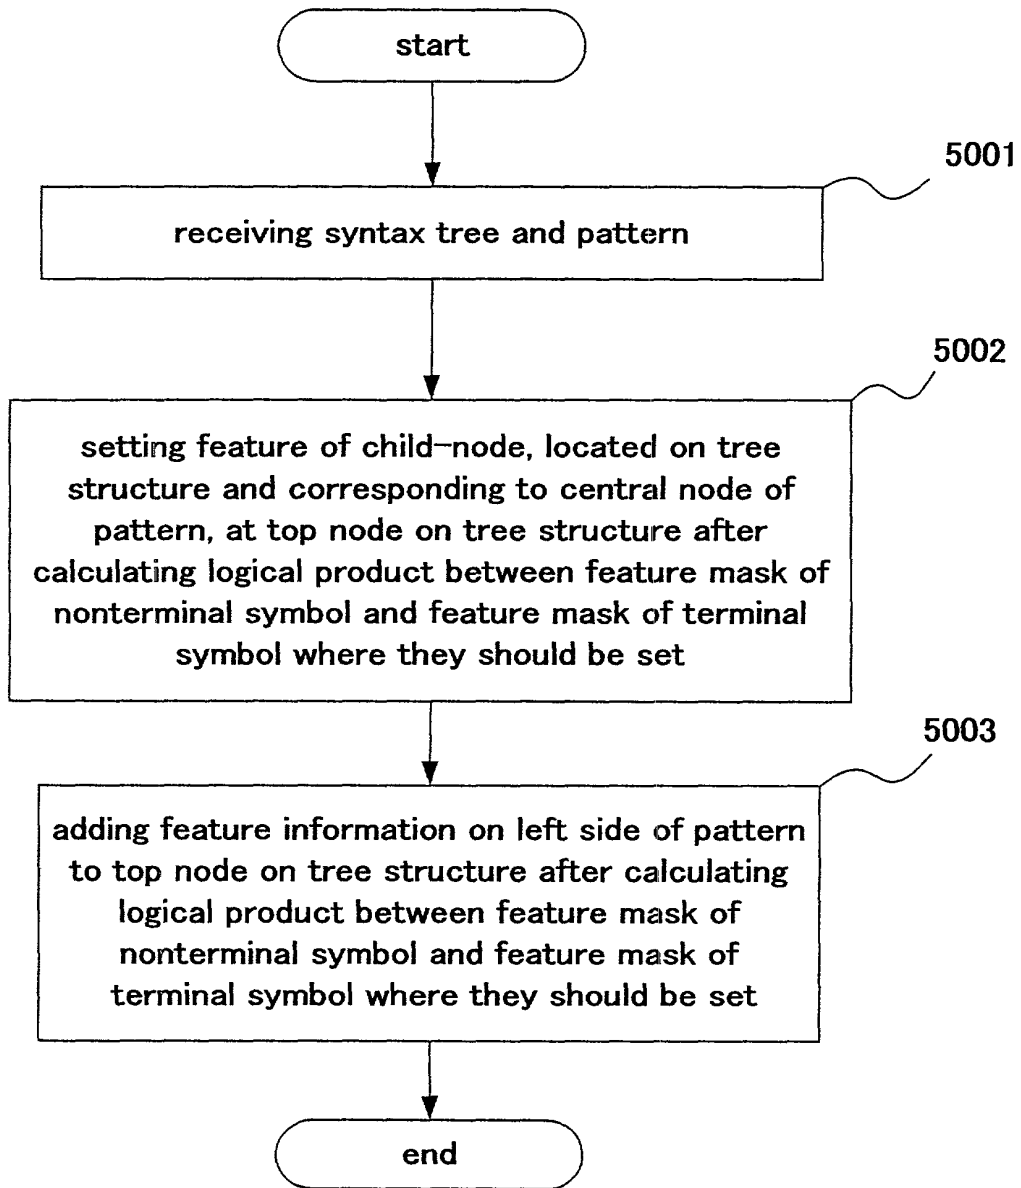 start
5001
receiving syntax tree and pattern
5002
setting feature of child-node, located on tree
structure and corresponding to central node of
pattern, at top node on tree structure after
calculating logical product between feature mask of
nonterminal symbol and feature mask of terminal
symbol where they should be set
5003
adding feature information on left side of pattern
to top node on tree structure after calculating
logical product between feature mask of
nonterminal symbol and feature mask of
terminal symbol where they should be set
end